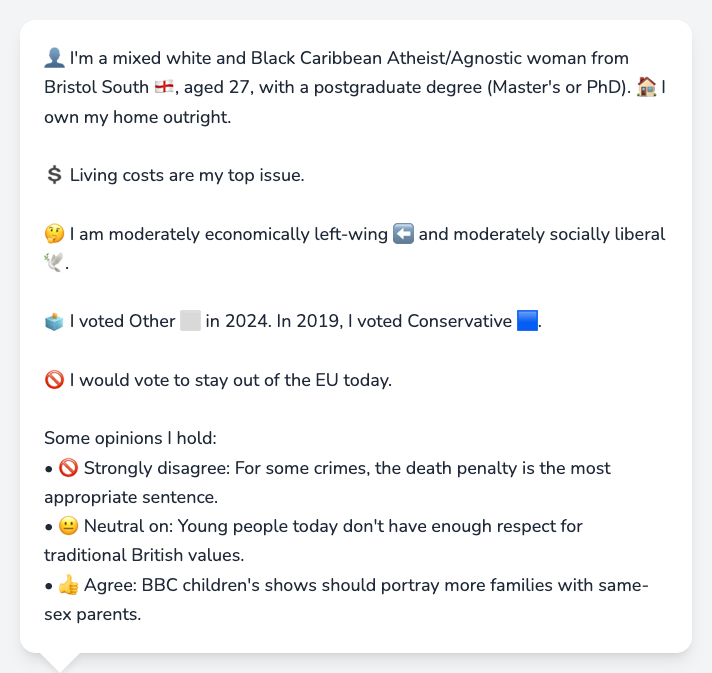 👤 I'm a mixed white and Black Caribbean Atheist/Agnostic woman from
Bristol South 🏴󠁧󠁢󠁥󠁮󠁧󠁿, aged 27, with a postgraduate degree (Master's or PhD). 🏠 I
own my home outright.
💲 Living costs are my top issue.
🤔 I am moderately economically left-wing ⬅️ and moderately socially liberal
🕊️.
🗳️ I voted Other ⬜ in 2024. In 2019, I voted Conservative 🟦.
🚫 I would vote to stay out of the EU today.
Some opinions I hold:
• 🚫 Strongly disagree: For some crimes, the death penalty is the most
appropriate sentence.
• 😐 Neutral on: Young people today don't have enough respect for
traditional British values.
• 👍 Agree: BBC children's shows should portray more families with same-
sex parents.